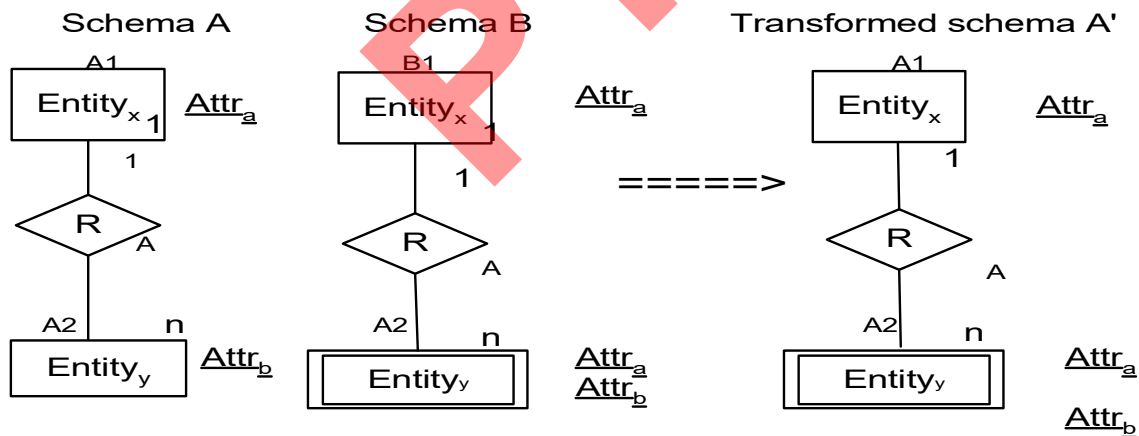 Schema A Schema B Transformed schema A'
A1 B1 A1
Entityx 1 Attra Entityx 1 Attra Entityx Attra
1 1 1
=====>
R R R
A A A
A2 n A2 n A2 n
Entityy Attrb Entityy Attra Entityy Attra
Attrb Attrb